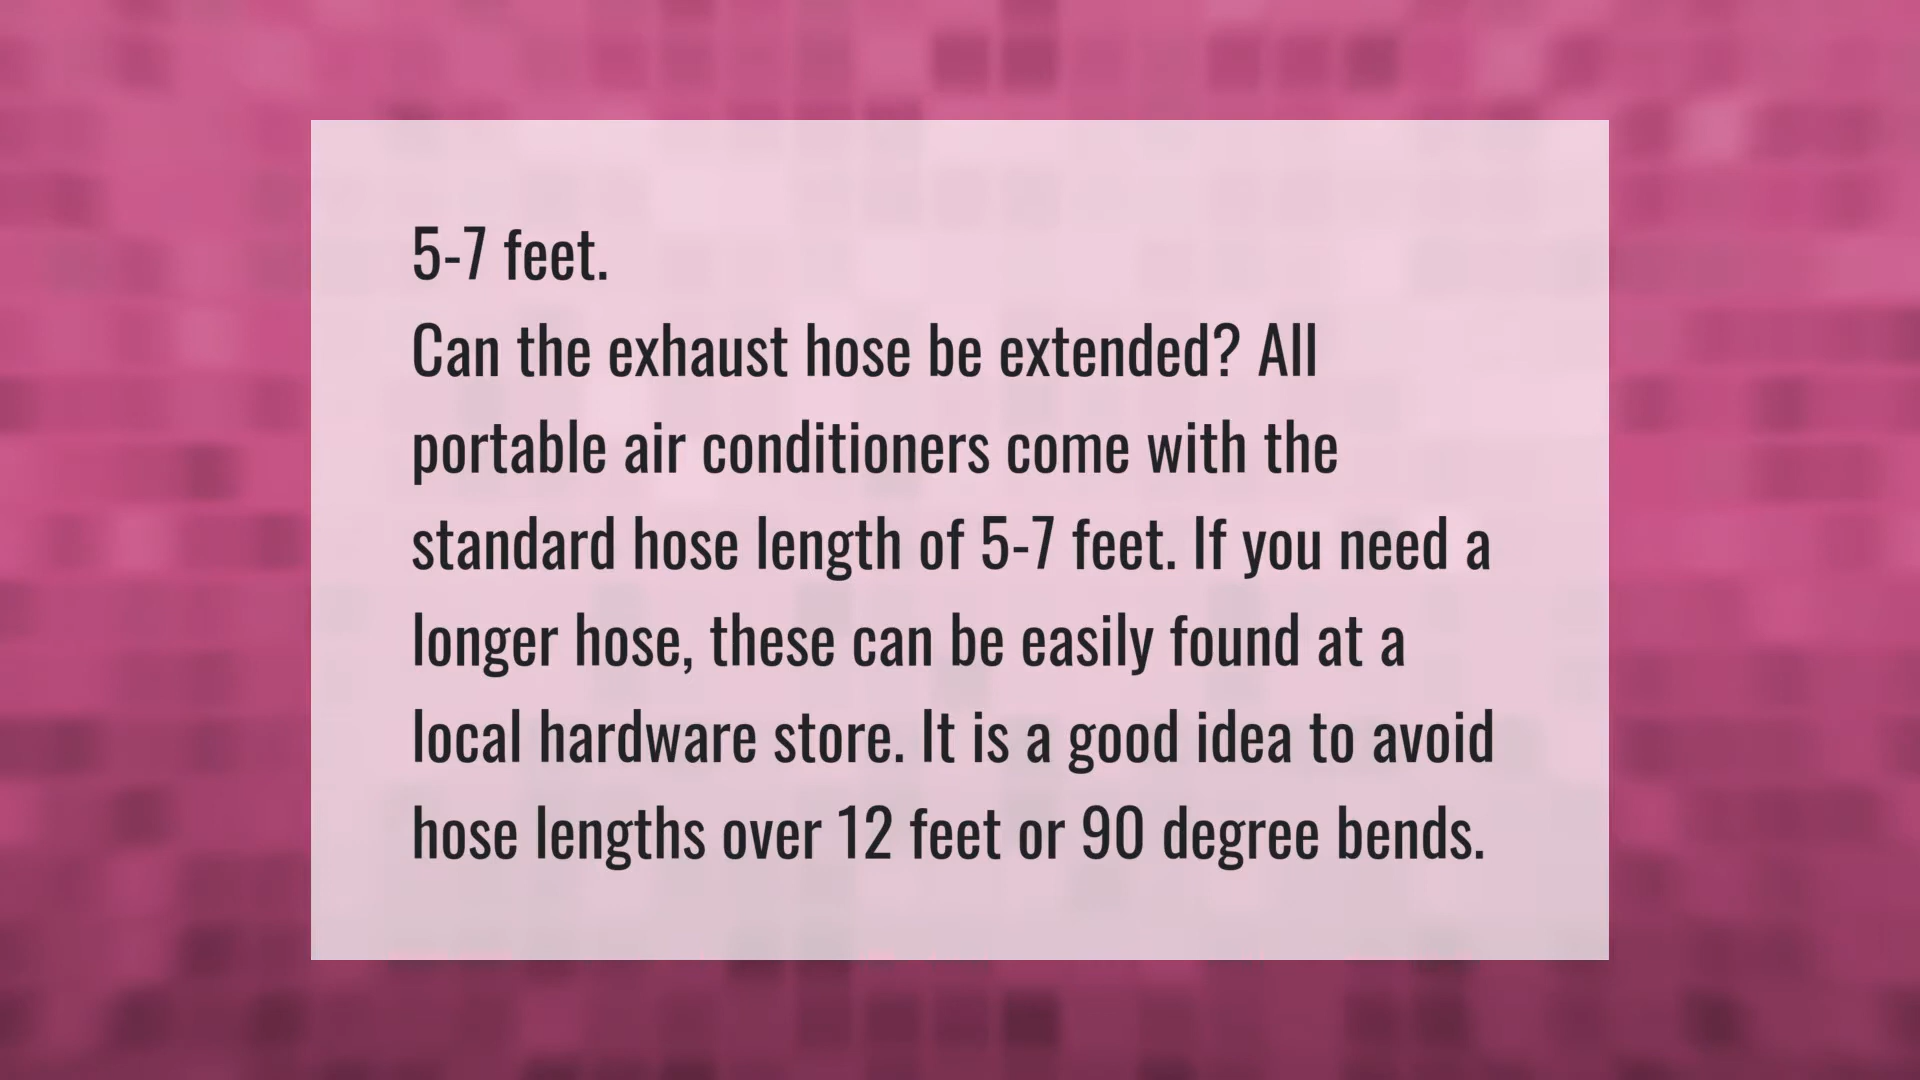 5-7 feet.
Can the exhaust hose be extended? All
portable air conditioners come with the
standard hose length of 5-7 feet. If you need a
longer hose, these can be easily found at a
local hardware store. It is a good idea to avoid
hose lengths over 12 feet or 90 degree bends.